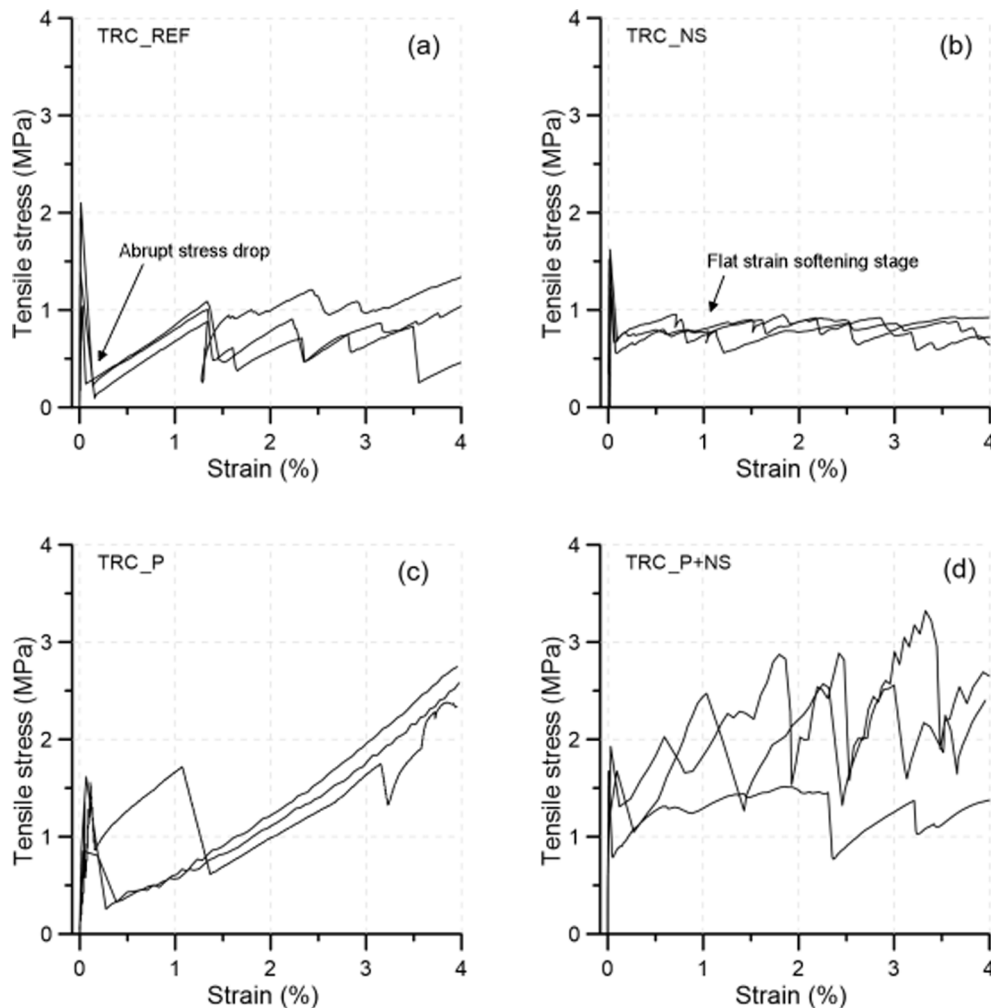 TRC_REF
(a)
Tensile stress (MPa)
4
3
2
1
0
Abrupt stress drop
0 1 2 3 4
Strain (%)
TRC_NS
(b)
Tensile stress (MPa)
4
3
2
1
0
Flat strain softening stage
0 1 2 3 4
Strain (%)
TRC_P
(c)
Tensile stress (MPa)
4
3
2
1
0
0 1 2 3 4
Strain (%)
TRC_P+NS
(d)
Tensile stress (MPa)
4
3
2
1
0
0 1 2 3 4
Strain (%)